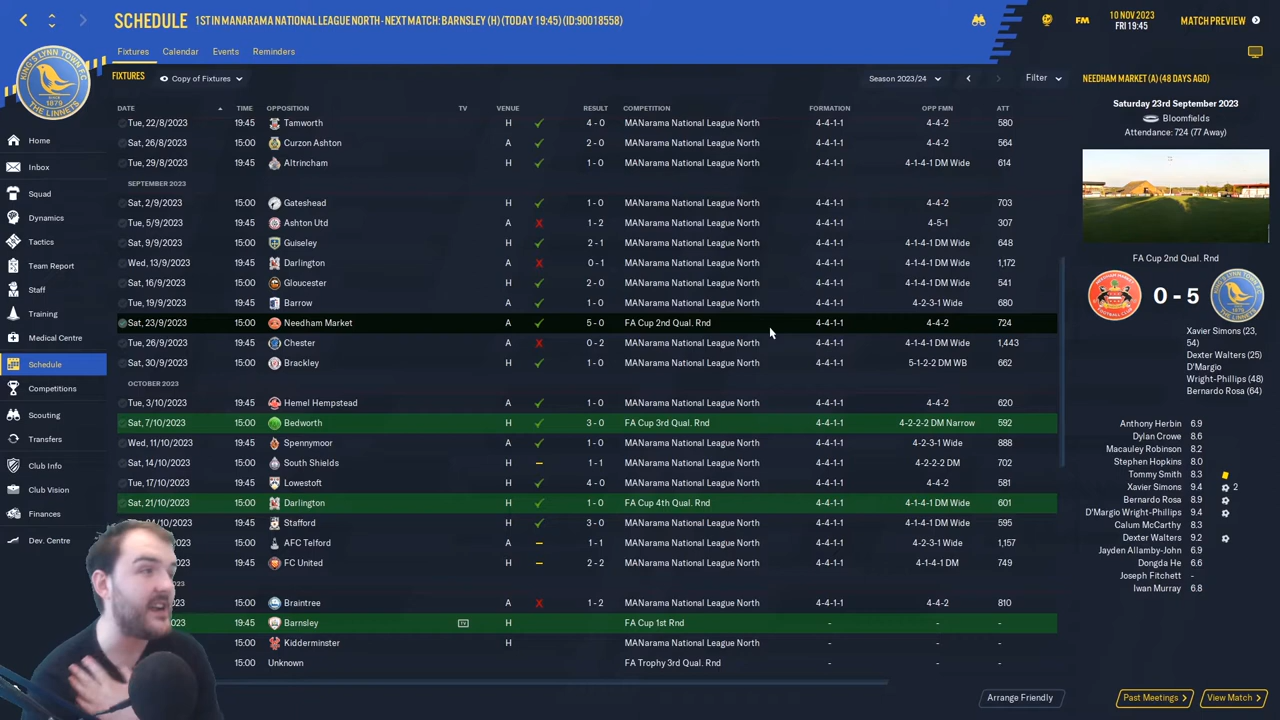 SCHEDULE
1ST IN MANARAMA NATIONAL LEAGUE NORTH - NEXT MATCH: BARNSLEY (H) (TODAY 19:45) (ID:90018558)
FM
10 NOV 2023
FRI 19:45
MATCH PREVIEW
Fixtures Calendar Events Reminders
KING'S LYNN TOWN FC
1879
THE LINNETS
Home
Inbox
Squad
Dynamics
Tactics
Team Report
Staff
Training
Medical Centre
Schedule
Competitions
Scouting
Transfers
Club Info
Club Vision
Finances
Dev. Centre
FIXTURES Copy of Fixtures Season 2023/24 Filter
DATE TIME OPPOSITION TV VENUE RESULT COMPETITION FORMATION OPP FMN ATT
Tue, 22/8/2023 19:45 Tamworth H 4 - 0 MANarama National League North 4-4-1-1 4-4-2 580
Sat, 26/8/2023 15:00 Curzon Ashton A 2 - 0 MANarama National League North 4-4-1-1 4-4-2 564
Tue, 29/8/2023 19:45 Altrincham H 1 - 0 MANarama National League North 4-4-1-1 4-1-4-1 DM Wide 614
SEPTEMBER 2023
Sat, 2/9/2023 15:00 Gateshead H 1 - 0 MANarama National League North 4-4-1-1 4-4-2 703
Tue, 5/9/2023 19:45 Ashton Utd A X 1 - 2 MANarama National League North 4-4-1-1 4-5-1 307
Sat, 9/9/2023 15:00 Guiseley H 2 - 1 MANarama National League North 4-4-1-1 4-1-4-1 DM Wide 648
Wed, 13/9/2023 19:45 Darlington A X 0 - 1 MANarama National League North 4-4-1-1 4-1-4-1 DM Wide 1,172
Sat, 16/9/2023 15:00 Gloucester H 2 - 0 MANarama National League North 4-4-1-1 4-1-4-1 DM Wide 541
Tue, 19/9/2023 19:45 Barrow A 1 - 0 MANarama National League North 4-4-1-1 4-2-3-1 Wide 680
Sat, 23/9/2023 15:00 Needham Market A 5 - 0 FA Cup 2nd Qual. Rnd 4-4-1-1 4-4-2 724
Tue, 26/9/2023 19:45 Chester A X 0 - 2 MANarama National League North 4-4-1-1 4-1-4-1 DM Wide 1,443
Sat, 30/9/2023 15:00 Brackley H 1 - 0 MANarama National League North 4-4-1-1 5-1-2-2 DM WB 662
OCTOBER 2023
Tue, 3/10/2023 19:45 Hemel Hempstead A 1 - 0 MANarama National League North 4-4-1-1 4-4-2 620
Sat, 7/10/2023 15:00 Bedworth H 3 - 0 FA Cup 3rd Qual. Rnd 4-4-1-1 4-2-2-2 DM Narrow 592
Wed, 11/10/2023 19:45 Spennymoor A 1 - 0 MANarama National League North 4-4-1-1 4-2-3-1 Wide 888
Sat, 14/10/2023 15:00 South Shields H 1 - 1 MANarama National League North 4-4-1-1 4-2-2-2 DM 702
Tue, 17/10/2023 19:45 Lowestoft H 4 - 0 MANarama National League North 4-4-1-1 4-4-2 581
Sat, 21/10/2023 15:00 Darlington H 1 - 0 FA Cup 4th Qual. Rnd 4-4-1-1 4-1-4-1 DM Wide 601
24/10/2023 19:45 Stafford H 3 - 0 MANarama National League North 4-4-1-1 4-1-4-1 DM Wide 595
2023 15:00 AFC Telford A 1 - 1 MANarama National League North 4-4-1-1 4-2-3-1 Wide 1,157
2023 19:45 FC United H 2 - 2 MANarama National League North 4-4-1-1 4-1-4-1 DM 749
2023
2023 15:00 Braintree A X 1 - 2 MANarama National League North 4-4-1-1 4-4-2 810
2023 19:45 Barnsley TV H FA Cup 1st Rnd - - -
15:00 Kidderminster H MANarama National League North - - -
15:00 Unknown FA Trophy 3rd Qual. Rnd - - -
Arrange Friendly
NEEDHAM MARKET (A) (48 DAYS AGO)
Saturday 23rd September 2023
Bloomfields
Attendance: 724 (77 Away)
FA Cup 2nd Qual. Rnd
0 - 5
Xavier Simons (23,
54)
Dexter Walters (25)
D'Margio
Wright-Phillips (48)
Bernardo Rosa (64)
Anthony Herbin 6.9
Dylan Crowe 8.6
Macauley Robinson 8.2
Stephen Hopkins 8.0
Tommy Smith 8.3
Xavier Simons 9.4 2
Bernardo Rosa 8.9
D'Margio Wright-Phillips 9.4
Calum McCarthy 8.3
Dexter Walters 9.2
Jayden Allamby-John 6.9
Dongda He 6.6
Joseph Fitchett -
Iwan Murray 6.8
Past Meetings View Match